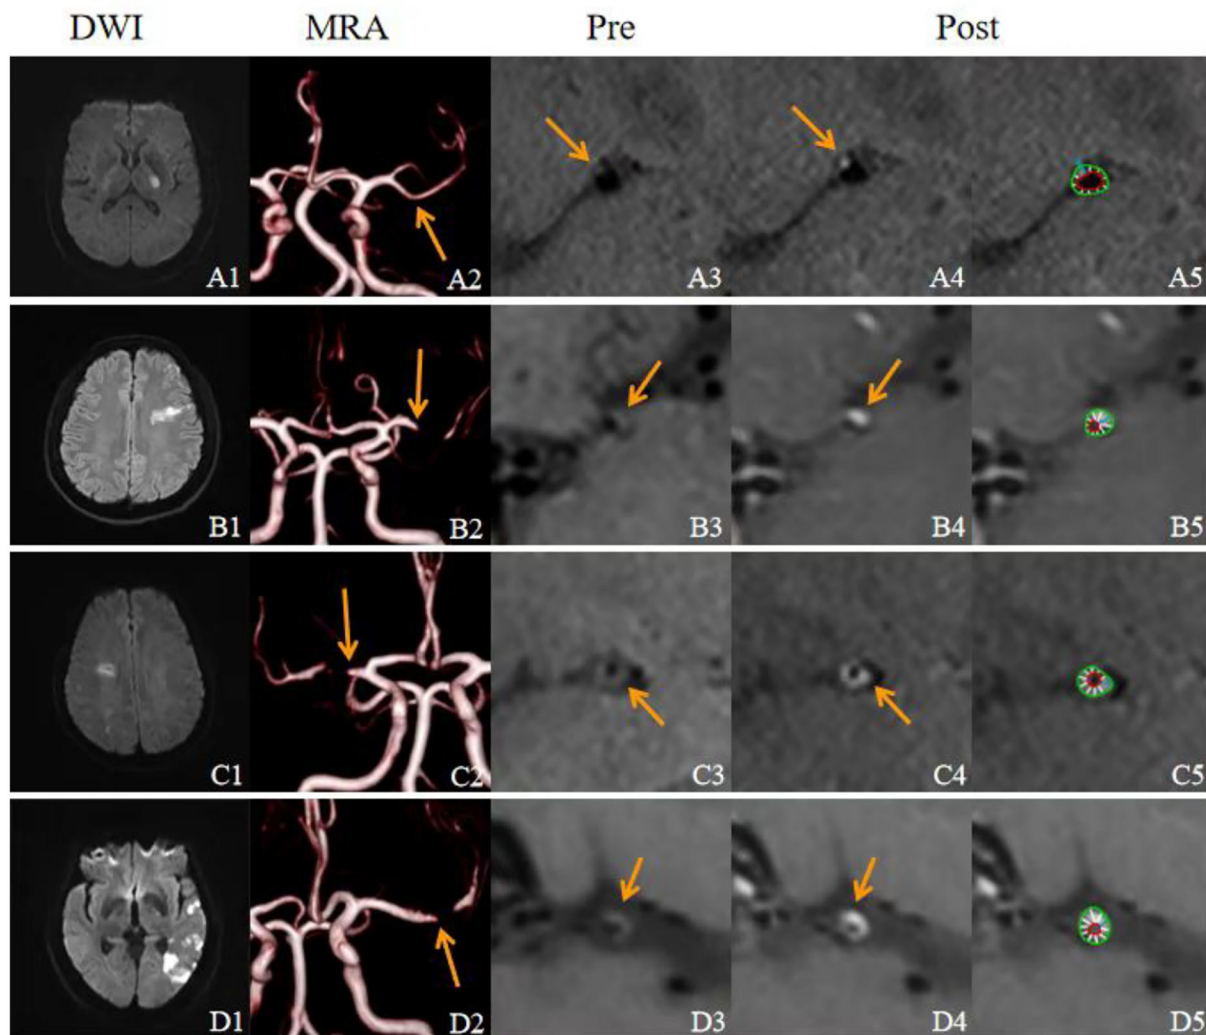 DWI MRA Pre Post
A1 A2 A3 A4 A5
B1 B2 B3 B4 B5
C1 C2 C3 C4 C5
D1 D2 D3 D4 D5